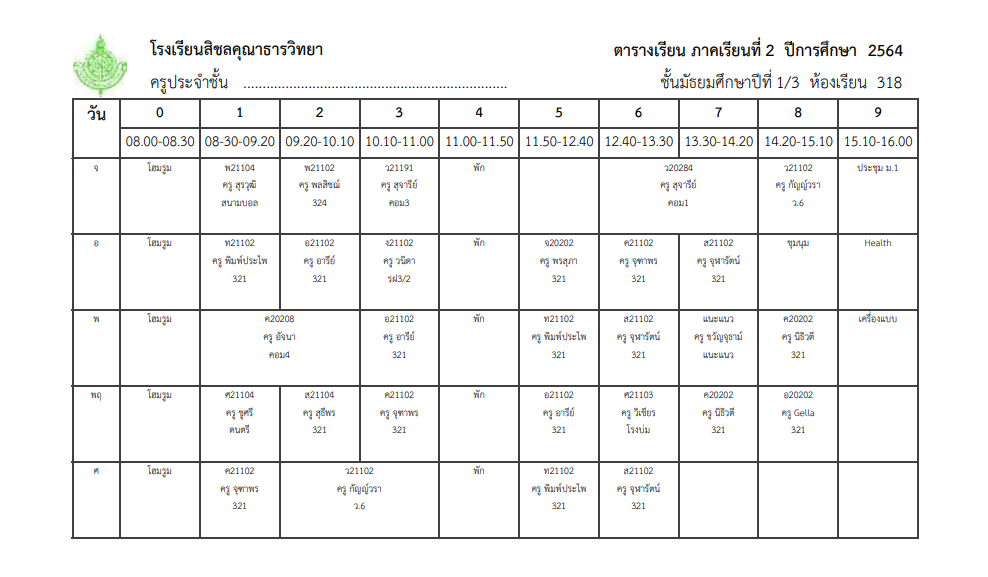 โรงเรียนสิชลคุณาธารวิทยา ตารางเรียน ภาคเรียนที่ 2 ปีการศึกษา 2564
ครูประจำชั้น ..................................................................... ชั้นมัธยมศึกษาปีที่ 1/3 ห้องเรียน 318
วัน 0 1 2 3 4 5 6 7 8 9
08.00-08.30 08-30-09.20 09.20-10.10 10.10-11.00 11.00-11.50 11.50-12.40 12.40-13.30 13.30-14.20 14.20-15.10 15.10-16.00
จ โฮมรูม พ21104 พ21102 ว21191 พัก ว20284 ว21102 ประชุม ม.1
ครู สุรวุฒิ ครู พลสิชณ์ ครู สุจารีย์ ครู สุจารีย์ ครู กัญญ์วรา
สนามบอล 324 คอม3 คอม1 ว.6
อ โฮมรูม ท21102 อ21102 ง21102 พัก จ20202 ค21102 ส21102 ชุมนุม Health
ครู พิมพ์ประไพ ครู อารีย์ ครู วนิดา ครู พรสุภา ครู จุฑาพร ครู จุฬารัตน์
321 321 รฝ3/2 321 321 321
พ โฮมรูม ค20208 อ21102 พัก ท21102 ส21102 แนะแนว ค20202 เครื่องแบบ
ครู อัจนา ครู อารีย์ ครู พิมพ์ประไพ ครู จุฬารัตน์ ครู ขวัญจุธาม์ ครู นิธิวดี
คอม4 321 321 321 แนะแนว 321
พฤ โฮมรูม ศ21104 ส21104 ค21102 พัก อ21102 ศ21103 ค20202 อ20202
ครู ชูศรี ครู สุธีพร ครู จุฑาพร ครู อารีย์ ครู วิเชียร ครู นิธิวดี ครู Gella
ดนตรี 321 321 321 โรงบ่ม 321 321
ศ โฮมรูม ค21102 ว21102 พัก ท21102 ส21102
ครู จุฑาพร ครู กัญญ์วรา ครู พิมพ์ประไพ ครู จุฬารัตน์
321 ว.6 321 321